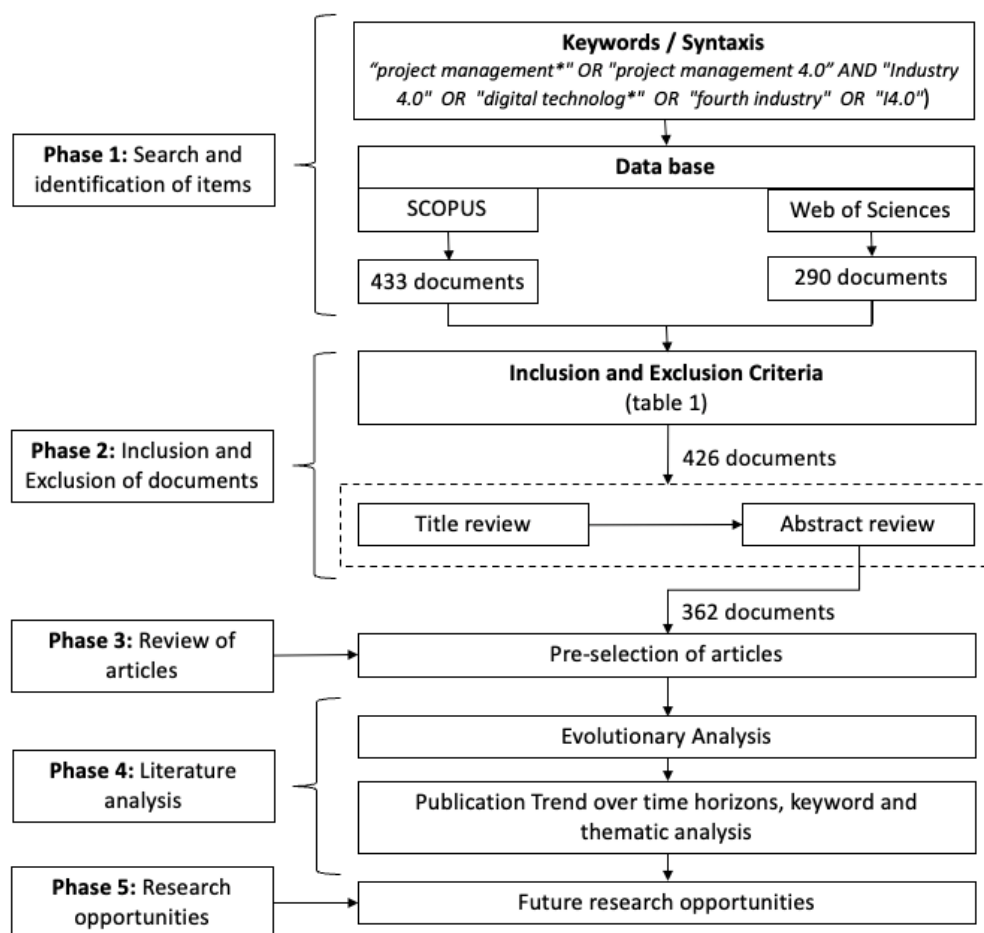 Keywords / Syntaxis
“project management*" OR "project management 4.0” AND "Industry
4.0" OR "digital technolog*" OR "fourth industry" OR "I4.0")
Phase 1: Search and
identification of items
Data base
SCOPUS
Web of Sciences
433 documents
290 documents
Inclusion and Exclusion Criteria
(table 1)
Phase 2: Inclusion and
Exclusion of documents
426 documents
Title review
Abstract review
362 documents
Phase 3: Review of
articles
Pre-selection of articles
Evolutionary Analysis
Phase 4: Literature
analysis
Publication Trend over time horizons, keyword and
thematic analysis
Phase 5: Research
opportunities
Future research opportunities